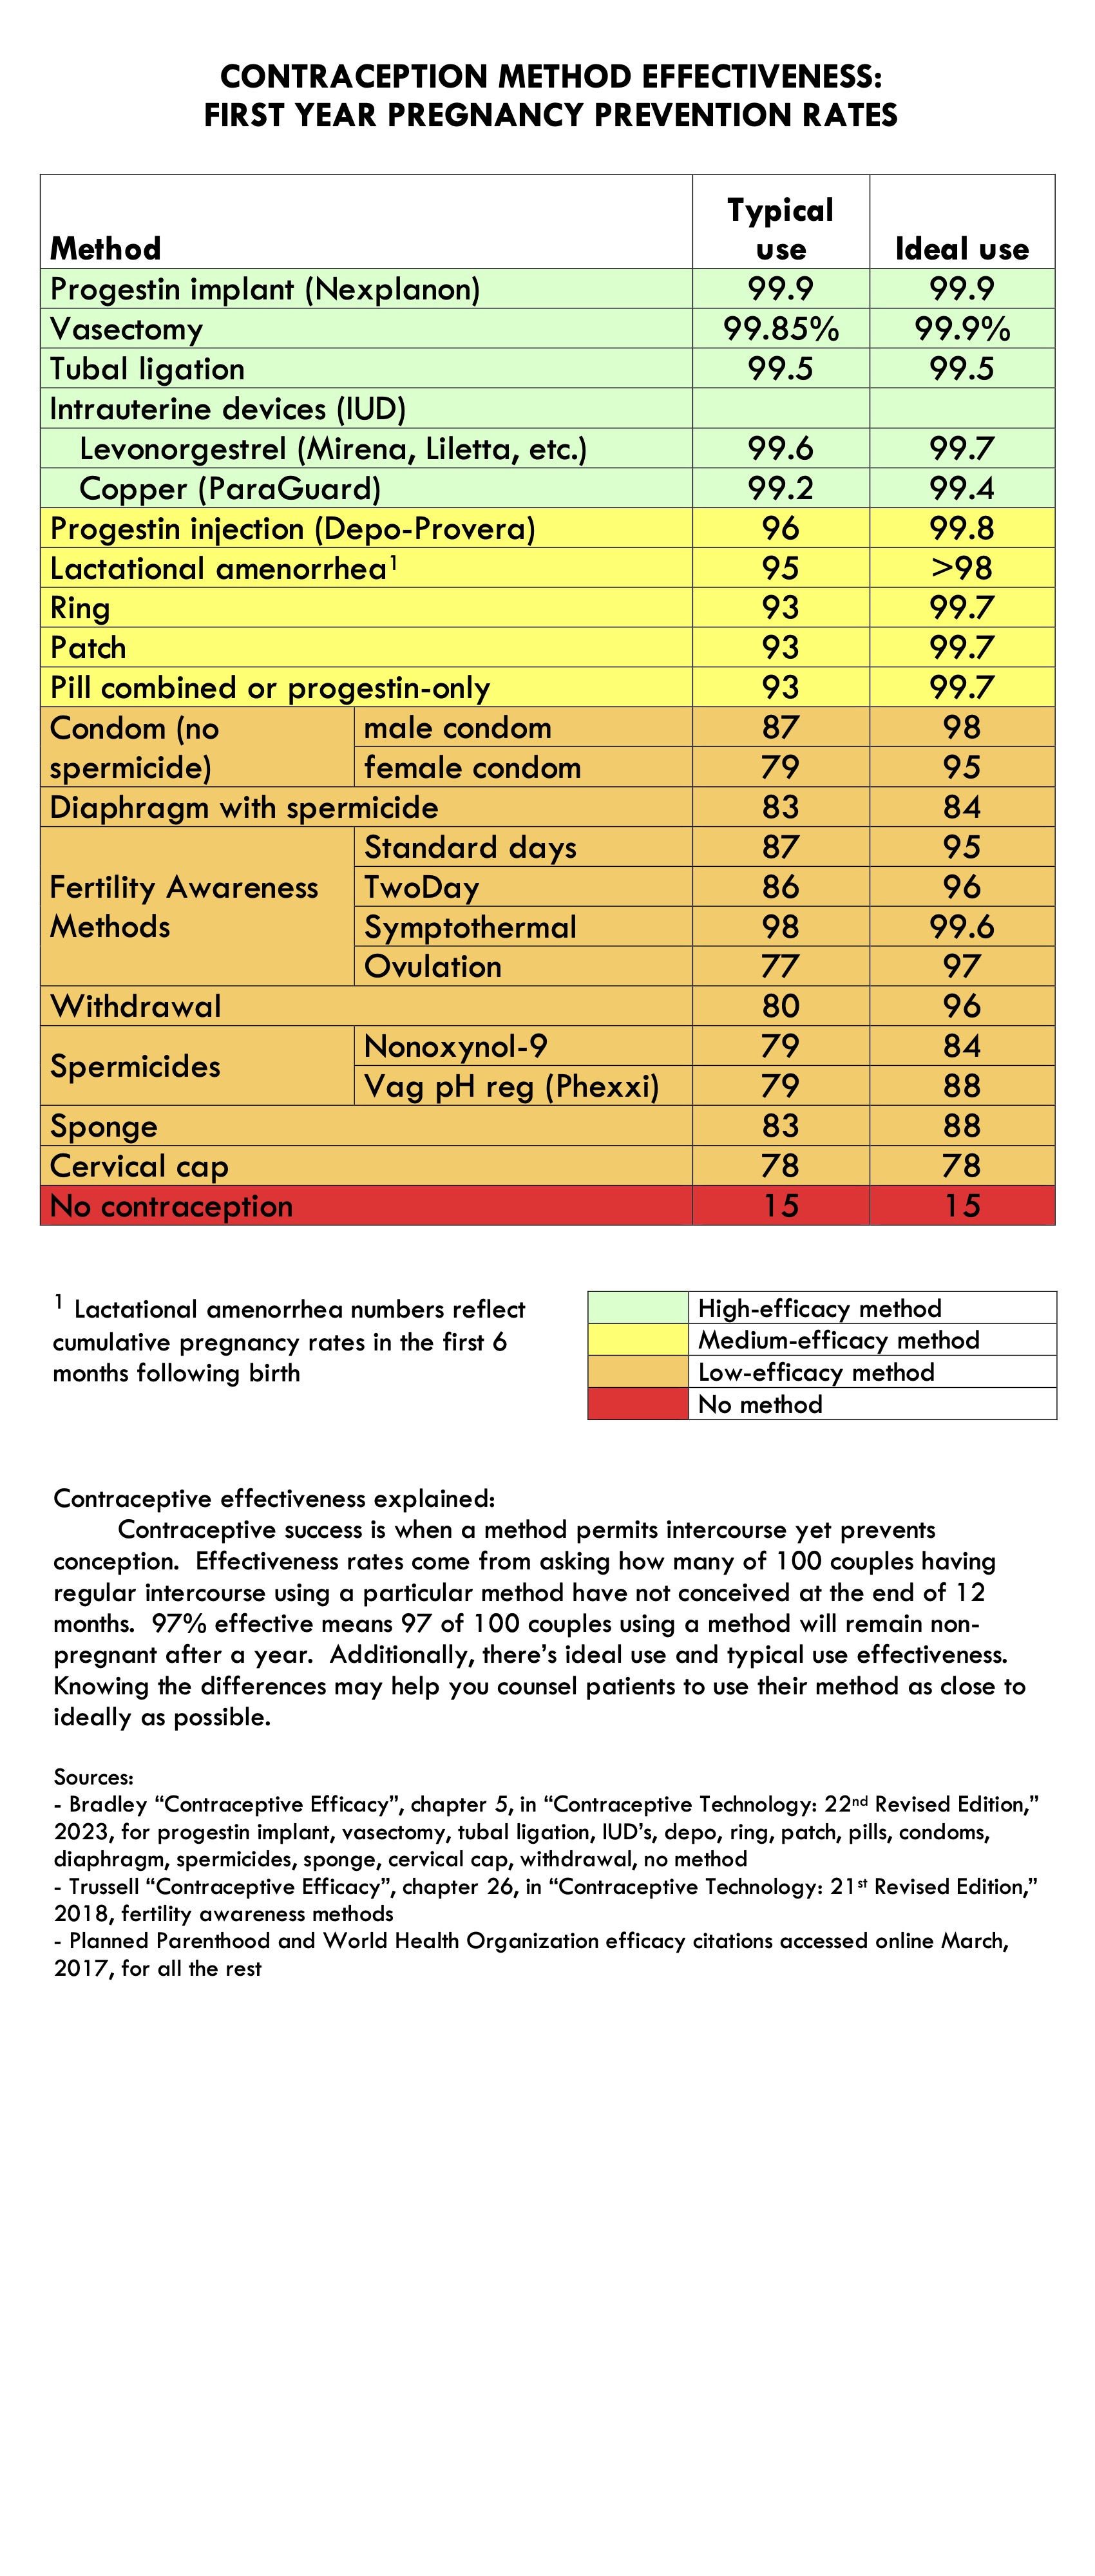 CONTRACEPTION METHOD EFFECTIVENESS:
FIRST YEAR PREGNANCY PREVENTION RATES
Method Typical use Ideal use
Progestin implant (Nexplanon) 99.9 99.9
Vasectomy 99.85% 99.9%
Tubal ligation 99.5 99.5
Intrauterine devices (IUD)
Levonorgestrel (Mirena, Liletta, etc.) 99.6 99.7
Copper (ParaGuard) 99.2 99.4
Progestin injection (Depo-Provera) 96 99.8
Lactational amenorrhea¹ 95 >98
Ring 93 99.7
Patch 93 99.7
Pill combined or progestin-only 93 99.7
Condom (no spermicide) male condom 87 98
female condom 79 95
Diaphragm with spermicide 83 84
Fertility Awareness Methods Standard days 87 95
TwoDay 86 96
Symptothermal 98 99.6
Ovulation 77 97
Withdrawal 80 96
Spermicides Nonoxynol-9 79 84
Vag pH reg (Phexxi) 79 88
Sponge 83 88
Cervical cap 78 78
No contraception 15 15
¹ Lactational amenorrhea numbers reflect
cumulative pregnancy rates in the first 6
months following birth
High-efficacy method
Medium-efficacy method
Low-efficacy method
No method
Contraceptive effectiveness explained:
Contraceptive success is when a method permits intercourse yet prevents
conception. Effectiveness rates come from asking how many of 100 couples having
regular intercourse using a particular method have not conceived at the end of 12
months. 97% effective means 97 of 100 couples using a method will remain non-
pregnant after a year. Additionally, there’s ideal use and typical use effectiveness.
Knowing the differences may help you counsel patients to use their method as close to
ideally as possible.
Sources:
- Bradley “Contraceptive Efficacy”, chapter 5, in “Contraceptive Technology: 22nd Revised Edition,”
2023, for progestin implant, vasectomy, tubal ligation, IUD’s, depo, ring, patch, pills, condoms,
diaphragm, spermicides, sponge, cervical cap, withdrawal, no method
- Trussell “Contraceptive Efficacy”, chapter 26, in “Contraceptive Technology: 21st Revised Edition,”
2018, fertility awareness methods
- Planned Parenthood and World Health Organization efficacy citations accessed online March,
2017, for all the rest